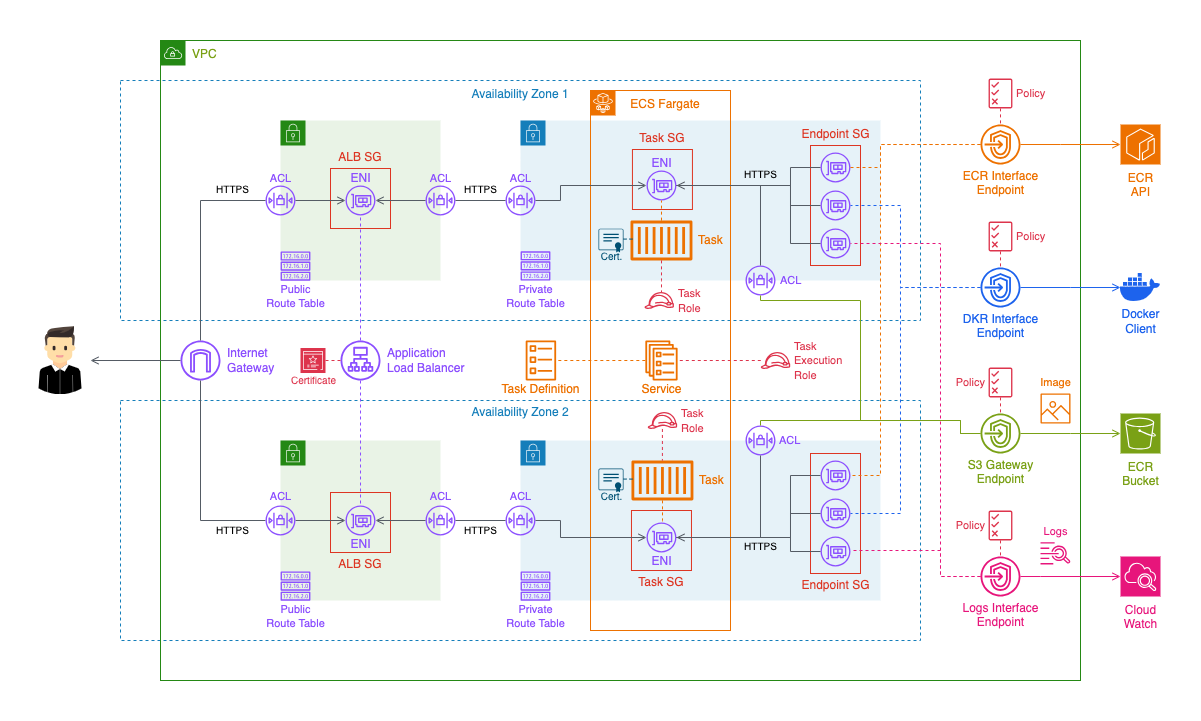 VPC
Availability Zone 1
ECS Fargate
Policy
ALB SG
Task SG
Endpoint SG
ENI
ENI
ACL
ACL
ACL
HTTPS
HTTPS
HTTPS
ECR Interface
Endpoint
ECR
API
Task
Cert.
172.16.0.0
172.16.1.0
172.16.2.0
172.16.0.0
172.16.1.0
172.16.2.0
Public
Route Table
Private
Route Table
Task
Role
ACL
Policy
DKR Interface
Endpoint
Docker
Client
Internet
Gateway
Certificate
Application
Load Balancer
Task Definition
Service
Task
Execution
Role
Policy
Image
S3 Gateway
Endpoint
ECR
Bucket
Availability Zone 2
Task
Role
ACL
Task
Cert.
ACL
ACL
ACL
HTTPS
HTTPS
HTTPS
ENI
ALB SG
ENI
Task SG
Endpoint SG
172.16.0.0
172.16.1.0
172.16.2.0
172.16.0.0
172.16.1.0
172.16.2.0
Public
Route Table
Private
Route Table
Policy
Logs
Logs Interface
Endpoint
Cloud
Watch